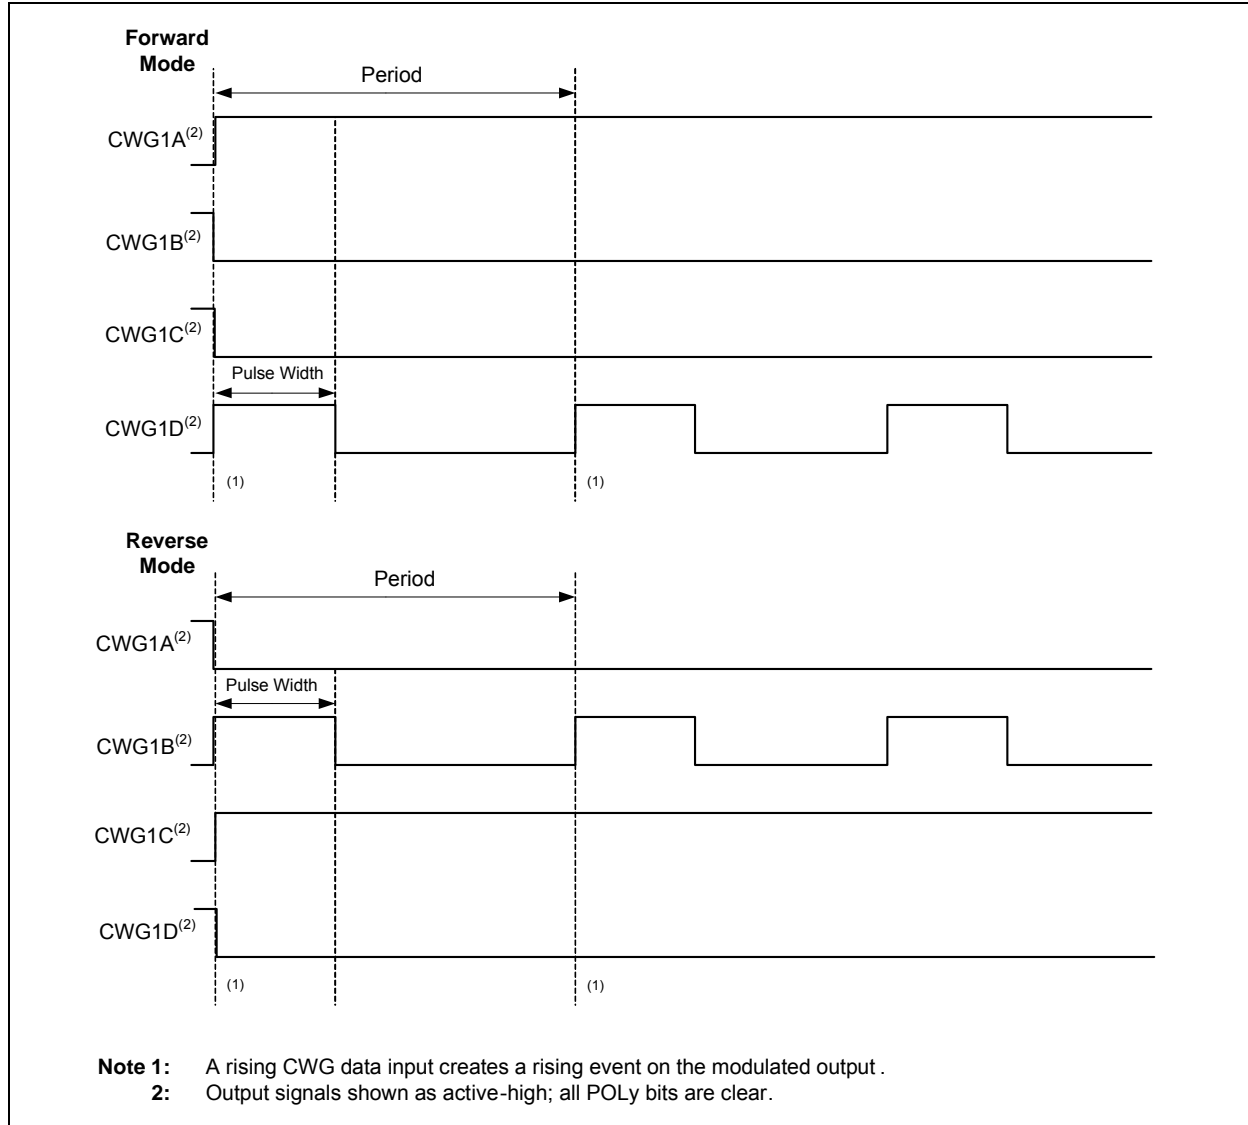 Forward
Mode
Period
CWG1A(2)
CWG1B(2)
CWG1C(2)
Pulse Width
CWG1D(2)
(1) (1)
Reverse
Mode
Period
CWG1A(2)
Pulse Width
CWG1B(2)
CWG1C(2)
CWG1D(2)
(1) (1)
Note 1: A rising CWG data input creates a rising event on the modulated output .
2: Output signals shown as active-high; all POLy bits are clear.